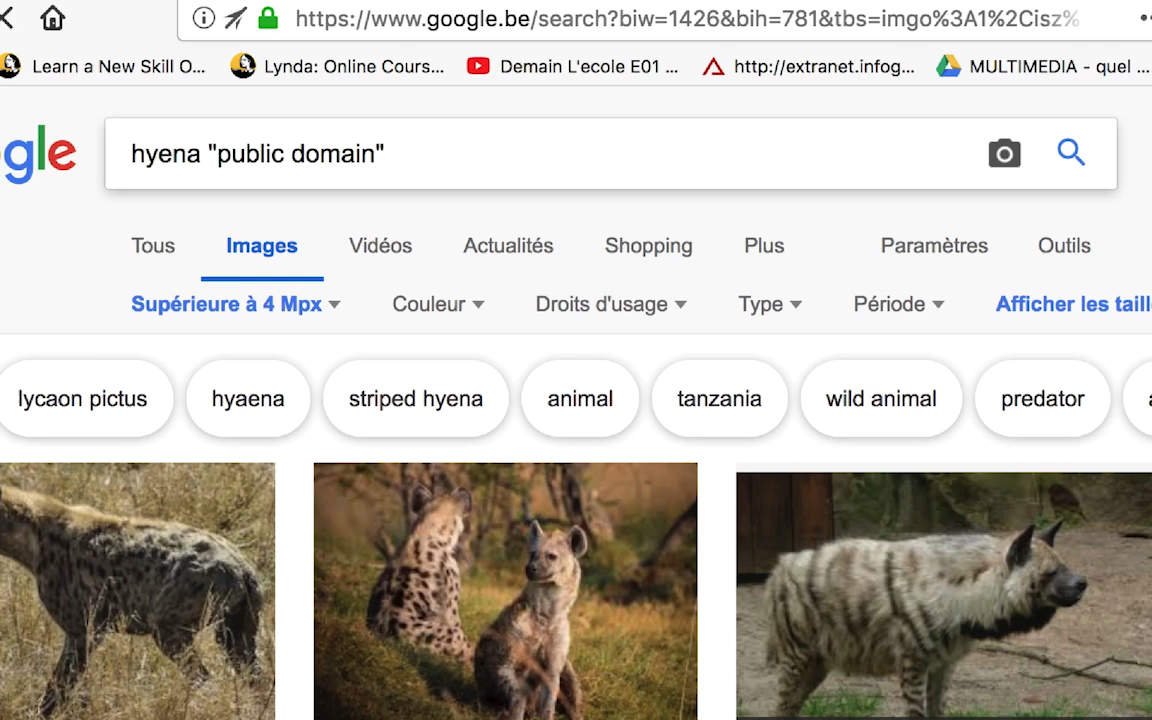 https://www.google.be/search?biw=1426&bih=781&tbs=imgo%3A1%2Cisz%
Learn a New Skill O... Lynda: Online Cours... Demain L'ecole E01 ... http://extranet.infog... MULTIMEDIA - quel ...
gle hyena "public domain"
Tous Images Vidéos Actualités Shopping Plus Paramètres Outils
Supérieure à 4 Mpx Couleur Droits d'usage Type Période Afficher les taill
lycaon pictus hyaena striped hyena animal tanzania wild animal predator